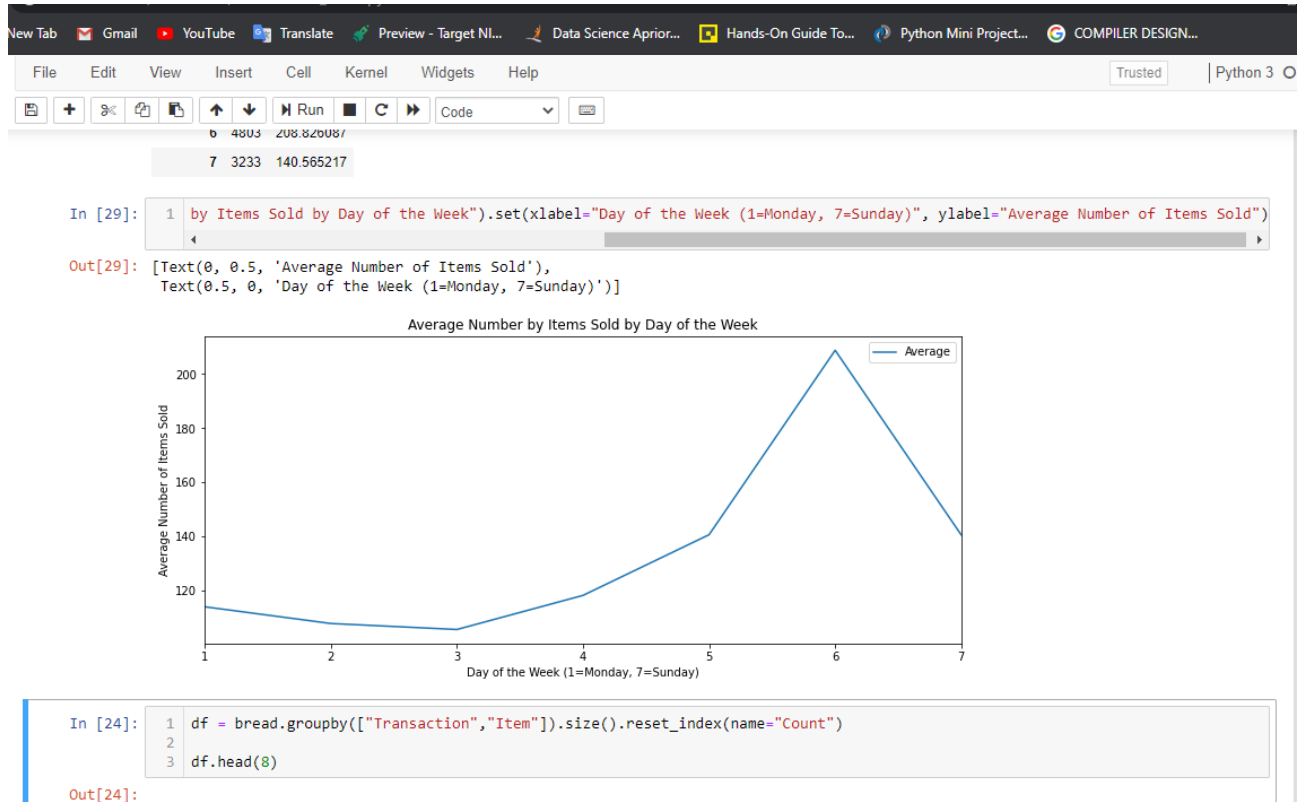 New Tab Gmail YouTube Translate Preview - Target NI... Data Science Aprior... Hands-On Guide To... Python Mini Project... COMPILER DESIGN...
File Edit View Insert Cell Kernel Widgets Help Trusted Python 3
Run Code
6 4803 208.826087
7 3233 140.565217
In [29]: 1 by Items Sold by Day of the Week").set(xlabel="Day of the Week (1=Monday, 7=Sunday)", ylabel="Average Number of Items Sold")
Out[29]: [Text(0, 0.5, 'Average Number of Items Sold'),
Text(0.5, 0, 'Day of the Week (1=Monday, 7=Sunday)')]
Average Number by Items Sold by Day of the Week
Average
200
180
160
140
120
Average Number of Items Sold
1 2 3 4 5 6 7
Day of the Week (1=Monday, 7=Sunday)
In [24]: 1 df = bread.groupby(["Transaction","Item"]).size().reset_index(name="Count")
2
3 df.head(8)
Out[24]: